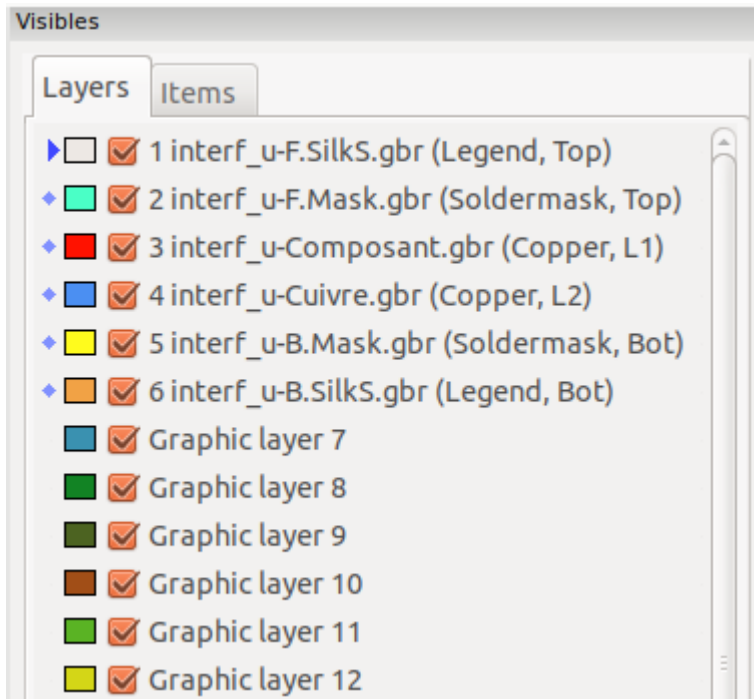 Visibles
Layers
Items
1 interf_u-F.SilkS.gbr (Legend, Top)
2 interf_u-F.Mask.gbr (Soldermask, Top)
3 interf_u-Composant.gbr (Copper, L1)
4 interf_u-Cuivre.gbr (Copper, L2)
5 interf_u-B.Mask.gbr (Soldermask, Bot)
6 interf_u-B.SilkS.gbr (Legend, Bot)
Graphic layer 7
Graphic layer 8
Graphic layer 9
Graphic layer 10
Graphic layer 11
Graphic layer 12